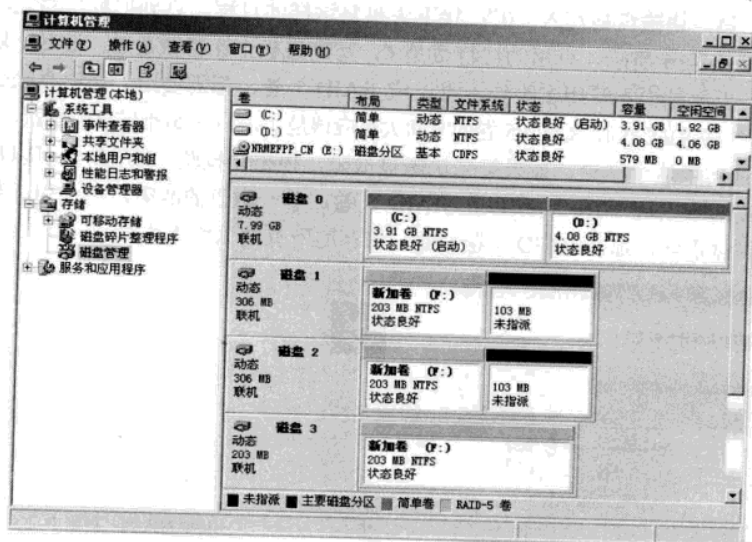 计算机管理
文件(F) 操作(A) 查看(V) 窗口(W) 帮助(H)
计算机管理(本地)
系统工具
事件查看器
共享文件夹
本地用户和组
性能日志和警报
设备管理器
存储
可移动存储
磁盘碎片整理程序
磁盘管理
服务和应用程序
卷 布局 类型 文件系统 状态 容量 空闲空间
(C:) 简单 动态 NTFS 状态良好 (启动) 3.91 GB 1.92 GB
(D:) 简单 动态 NTFS 状态良好 4.08 GB 4.06 GB
NRMEFPP_CN (E:) 磁盘分区 基本 CDFS 状态良好 579 MB 0 MB
磁盘 0
动态
7.99 GB
联机
(C:)
3.91 GB NTFS
状态良好 (启动)
(D:)
4.08 GB NTFS
状态良好
磁盘 1
动态
306 MB
联机
新加卷 (F:)
203 MB NTFS
状态良好
103 MB
未指派
磁盘 2
动态
306 MB
联机
新加卷 (F:)
203 MB NTFS
状态良好
103 MB
未指派
磁盘 3
动态
203 MB
联机
新加卷 (F:)
203 MB NTFS
状态良好
未指派 主要磁盘分区 简单卷 RAID-5 卷